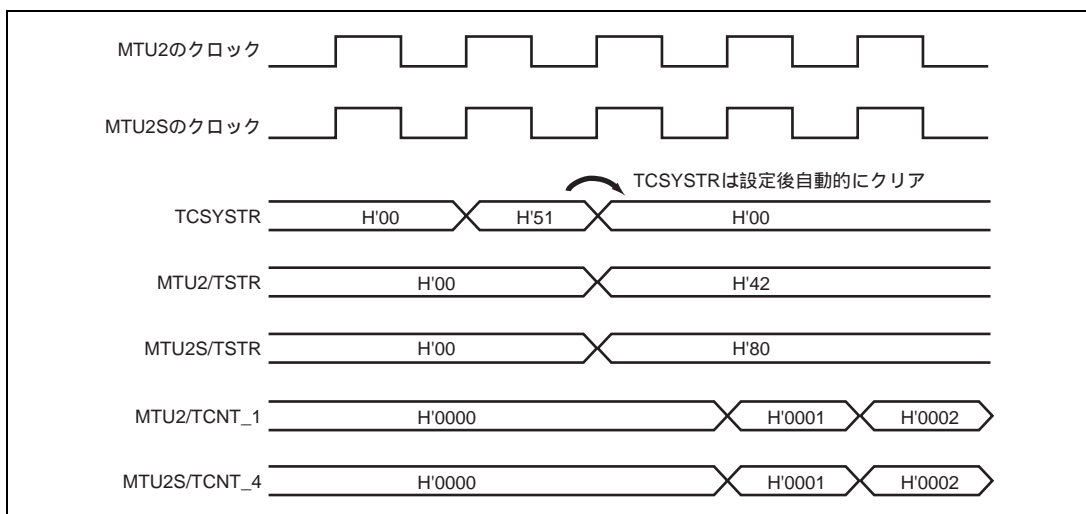 MTU2のクロック
MTU2Sのクロック
TCSYSTRは設定後自動的にクリア
TCSYSTR H'00 H'51 H'00
MTU2/TSTR H'00 H'42
MTU2S/TSTR H'00 H'80
MTU2/TCNT_1 H'0000 H'0001 H'0002
MTU2S/TCNT_4 H'0000 H'0001 H'0002